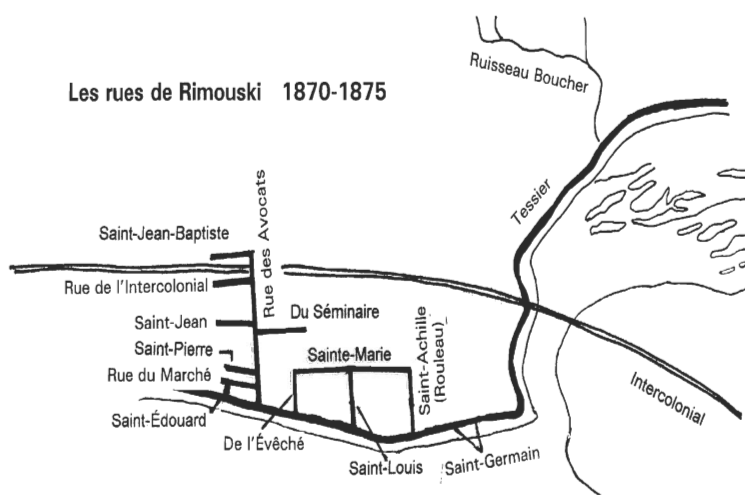 Ruisseau Boucher
Les rues de Rimouski 1870-1875
Tessier
Rue des Avocats
Saint-Jean-Baptiste
Rue de l'Intercolonial
Du Séminaire
Saint-Jean
Saint-Achille
(Rouleau)
Saint-Pierre
Sainte-Marie
Rue du Marché
Intercolonial
Saint-Édouard
De l'Évêché
Saint-Louis
Saint-Germain